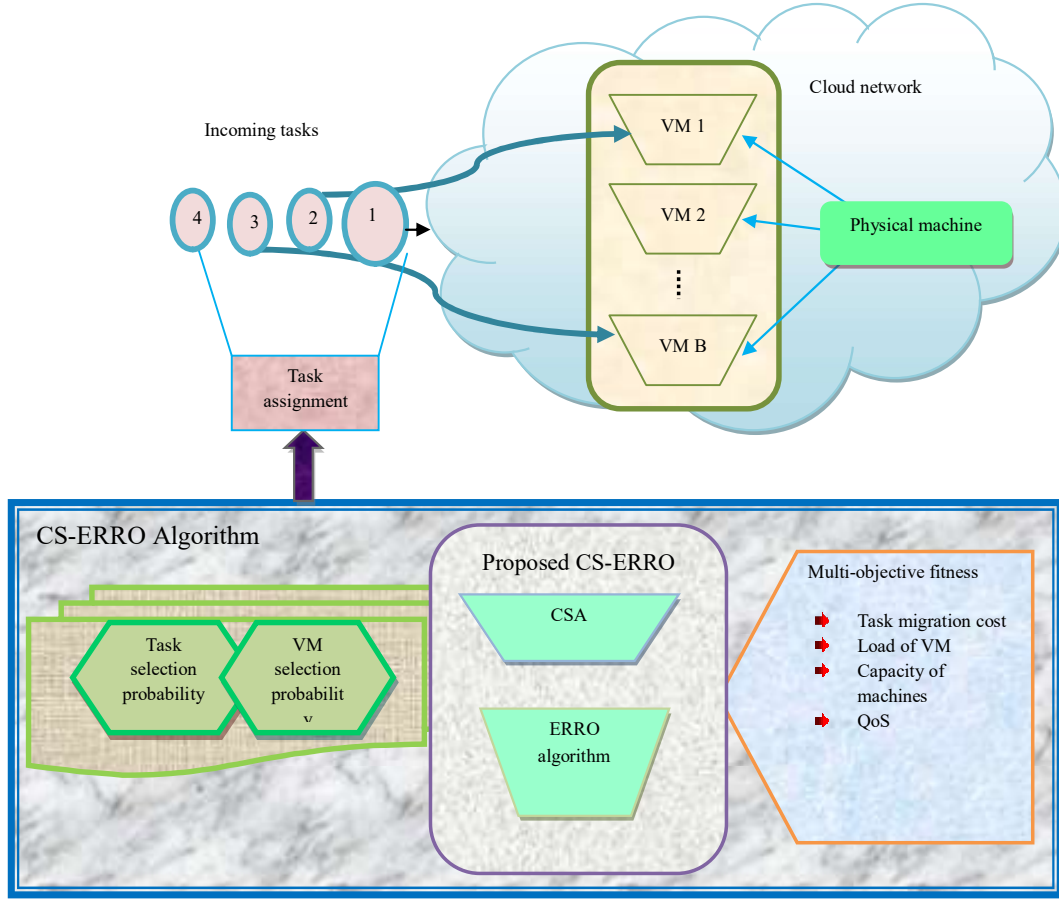 Cloud network
Incoming tasks
VM 1
4
3
2
1
VM 2
Physical machine
VM B
Task
assignment
CS-ERRO Algorithm
Proposed CS-ERRO
CSA
ERRO
algorithm
Task
selection
probability
VM
selection
probabilit
y
Multi-objective fitness
Task migration cost
Load of VM
Capacity of
machines
QoS